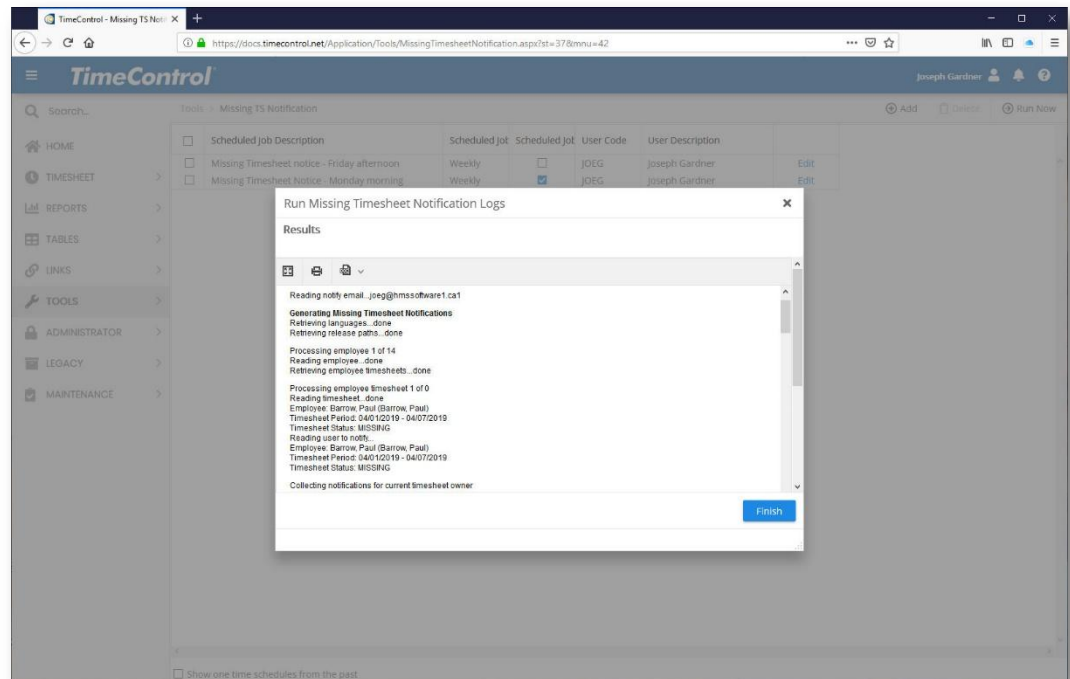 TimeControl - Missing TS Noti
https://docs.timecontrol.net/Application/Tools/MissingTimesheetNotification.aspx?st=37&mnu=42
TimeControl
Joseph Gardner
Search...
Tools > Missing TS Notification
Add
Delete
Run Now
Scheduled Job Description
Scheduled Jot
Scheduled Jot
User Code
User Description
HOME
Missing Timesheet notice - Friday afternoon
Weekly
JOEG
Joseph Gardner
Edit
Missing Timesheet Notice - Monday morning
Weekly
JOEG
Joseph Gardner
Edit
TIMESHEET
REPORTS
TABLES
LINKS
TOOLS
ADMINISTRATOR
LEGACY
MAINTENANCE
Run Missing Timesheet Notification Logs
Results
Reading notify email...joeg@hmssoftware1.ca1
Generating Missing Timesheet Notifications
Retrieving languages...done
Retrieving release paths...done
Processing employee 1 of 14
Reading employee...done
Retrieving employee timesheets...done
Processing employee timesheet 1 of 0
Reading timesheet...done
Employee: Barrow, Paul (Barrow, Paul)
Timesheet Period: 04/01/2019 - 04/07/2019
Timesheet Status: MISSING
Reading user to notify...
Employee: Barrow, Paul (Barrow, Paul)
Timesheet Period: 04/01/2019 - 04/07/2019
Timesheet Status: MISSING
Collecting notifications for current timesheet owner
Finish
Show one time schedules from the past